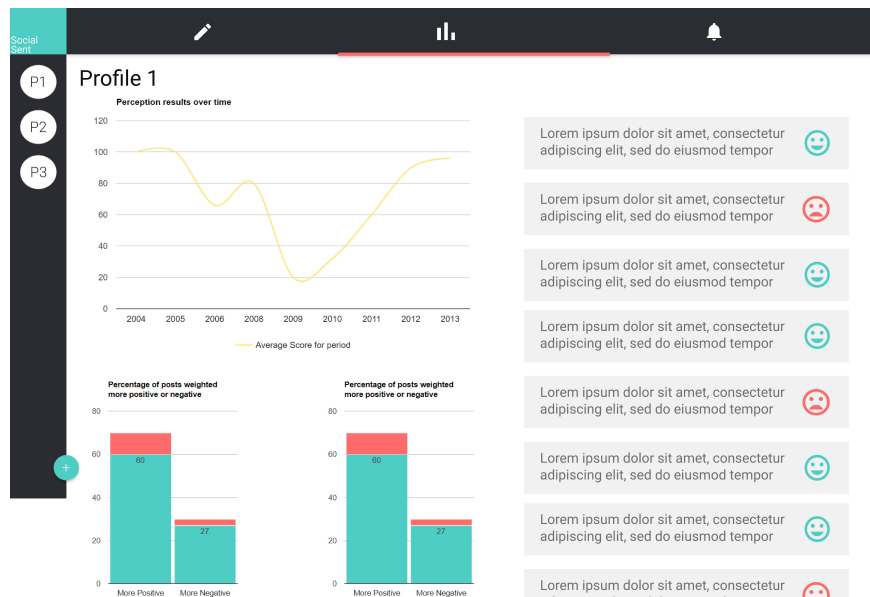 Social
Sent
P1
P2
P3
+
Profile 1
Perception results over time
120
100
80
60
40
20
0
2004 2005 2006 2008 2009 2010 2011 2012 2013
Average Score for period
Percentage of posts weighted
more positive or negative
80
60
40
20
0
60
27
More Positive More Negative
Percentage of posts weighted
more positive or negative
80
60
40
20
0
60
27
More Positive More Negative
Lorem ipsum dolor sit amet, consectetur
adipiscing elit, sed do eiusmod tempor
Lorem ipsum dolor sit amet, consectetur
adipiscing elit, sed do eiusmod tempor
Lorem ipsum dolor sit amet, consectetur
adipiscing elit, sed do eiusmod tempor
Lorem ipsum dolor sit amet, consectetur
adipiscing elit, sed do eiusmod tempor
Lorem ipsum dolor sit amet, consectetur
adipiscing elit, sed do eiusmod tempor
Lorem ipsum dolor sit amet, consectetur
adipiscing elit, sed do eiusmod tempor
Lorem ipsum dolor sit amet, consectetur
adipiscing elit, sed do eiusmod tempor
Lorem ipsum dolor sit amet, consectetur